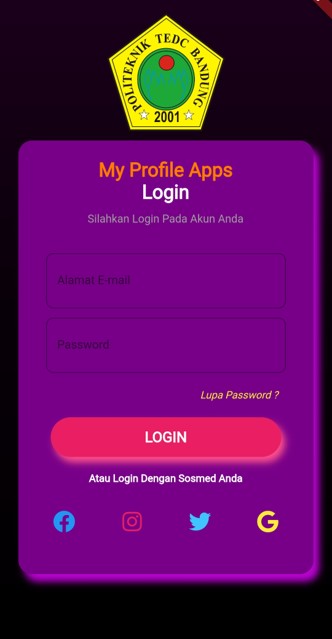 POLITEKNIK TEDC BANDUNG
2001
My Profile Apps
Login
Silahkan Login Pada Akun Anda
Alamat E-mail
Password
Lupa Password ?
LOGIN
Atau Login Dengan Sosmed Anda